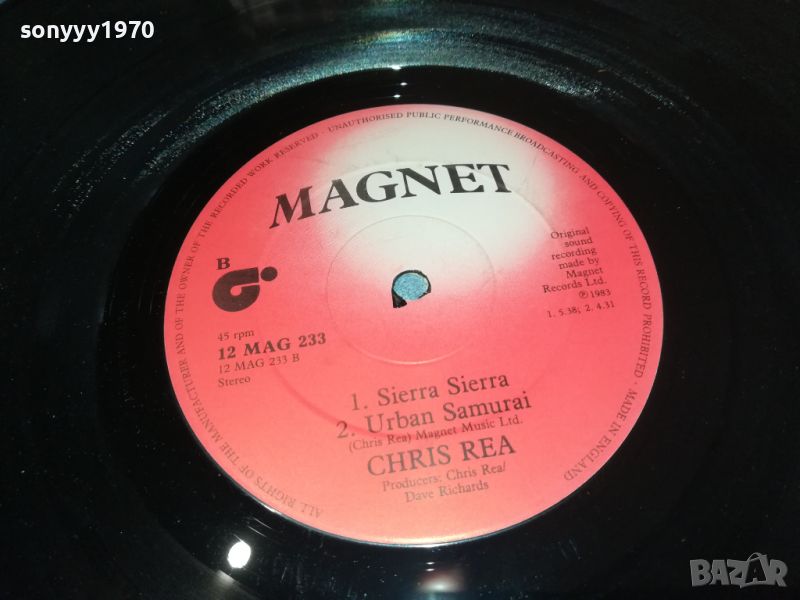 sonyyy1970
ALL RIGHTS OF THE MANUFACTURER AND OF THE OWNER OF THE RECORDED WORK RESERVED · UNAUTHORISED PUBLIC PERFORMANCE BROADCASTING AND COPYING OF THIS RECORD PROHIBITED · MADE IN ENGLAND
MAGNET
B
Original
sound
recording
made by
Magnet
Records Ltd.
℗1983
1. 5.38; 2. 4.31
45 rpm
12 MAG 233
12 MAG 233 B
Stereo
1. Sierra Sierra
2. Urban Samurai
(Chris Rea) Magnet Music Ltd.
CHRIS REA
Producers: Chris Rea/
Dave Richards
BAZAR